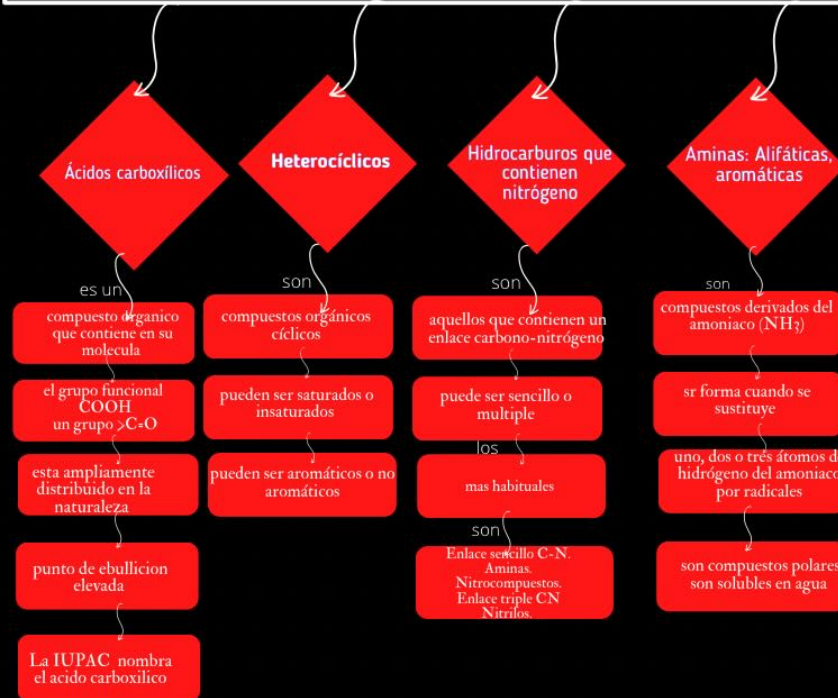 Ácidos carboxílicos
es un
compuesto organico
que contiene en su
molecula
el grupo funcional
COOH
un grupo >C=O
esta ampliamente
distribuido en la
naturaleza
punto de ebullicion
elevada
La IUPAC nombra
el acido carboxilico
Heterocíclicos
son
compuestos orgánicos
cíclicos
pueden ser saturados o
insaturados
pueden ser aromáticos o no
aromáticos
Hidrocarburos que
contienen
nitrógeno
son
aquellos que contienen un
enlace carbono-nitrógeno
puede ser sencillo o
multiple
los
mas habituales
son
Enlace sencillo C-N.
Aminas.
Nitrocompuestos.
Enlace triple CN
Nitrilos.
Aminas: Alifáticas,
aromáticas
son
compuestos derivados del
amoniaco (NH₃)
sr forma cuando se
sustituye
uno, dos o tres átomos de
hidrógeno del amoniaco
por radicales
son compuestos polares
son solubles en agua